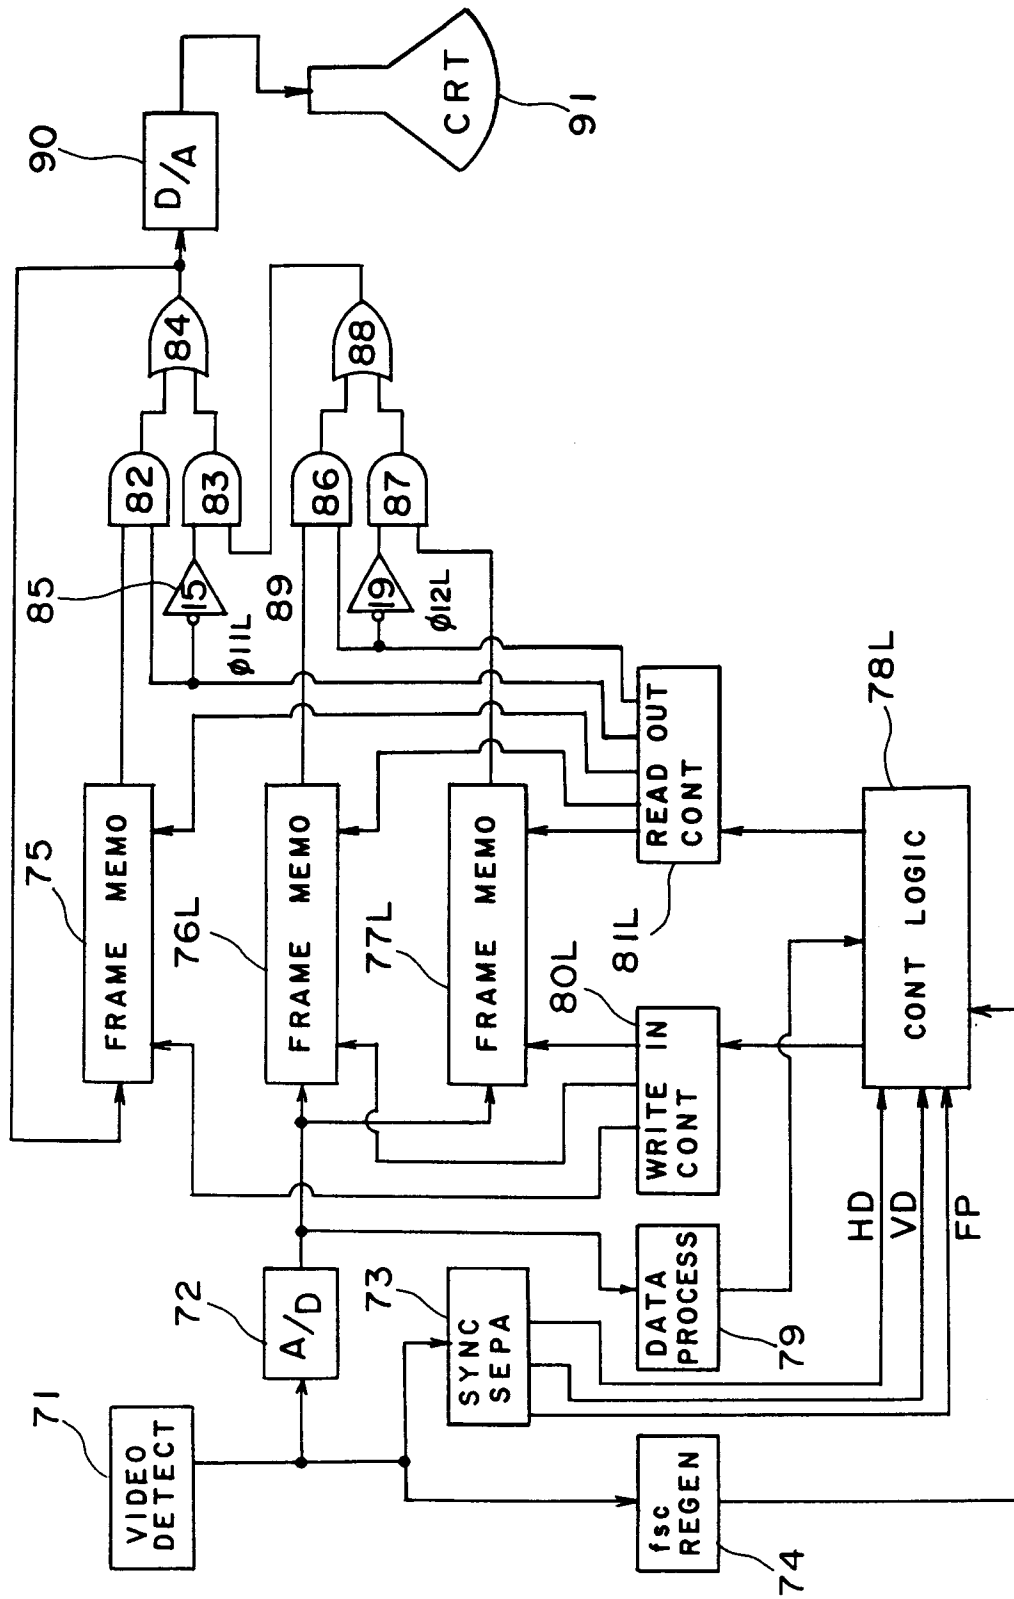 71
VIDEO
DETECT
72
A/D
73
SYNC
SEPA
fsc
REGEN
74
DATA
PROCESS
79
HD
VD
FP
75
FRAME MEMO
76L
FRAME MEMO
77L
FRAME MEMO
80L
WRITE IN
CONT
81L
READ OUT
CONT
78L
CONT LOGIC
85
15
ϕ11L
89
19
ϕ12L
82
83
84
86
87
88
90
D/A
CRT
91